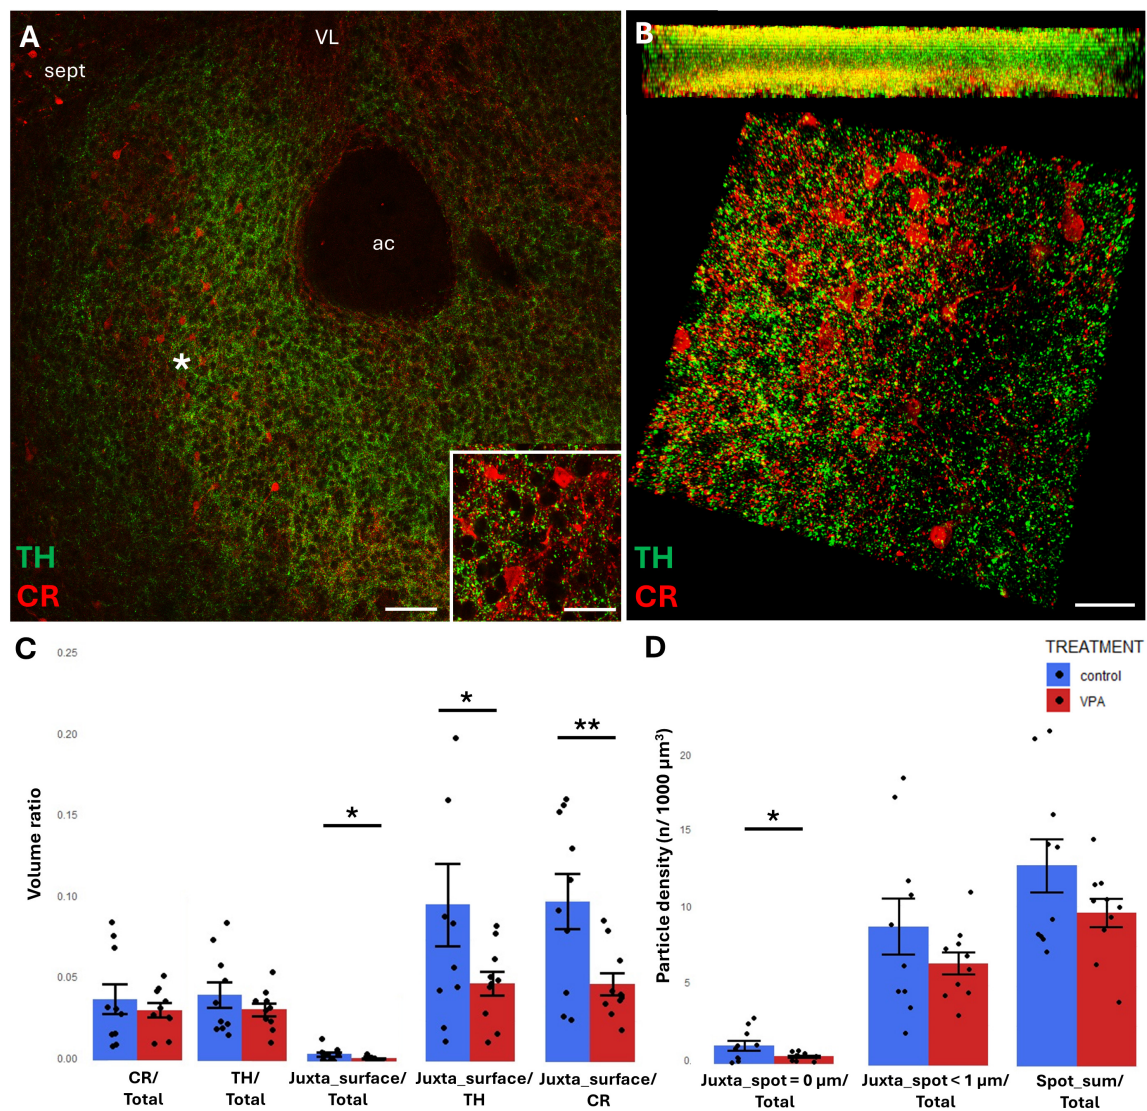 A
VL
sept
ac
*
TH
CR
B
TH
CR
C
0.25
0.20
0.15
0.10
0.05
0.00
Volume ratio
*
*
**
CR/
Total
TH/
Total
Juxta_surface/
Total
Juxta_surface/
TH
Juxta_surface/
CR
D
TREATMENT
control
VPA
Particle density (n/ 1000 µm³)
20
15
10
5
0
*
Juxta_spot = 0 µm/
Total
Juxta_spot < 1 µm/
Total
Spot_sum/
Total